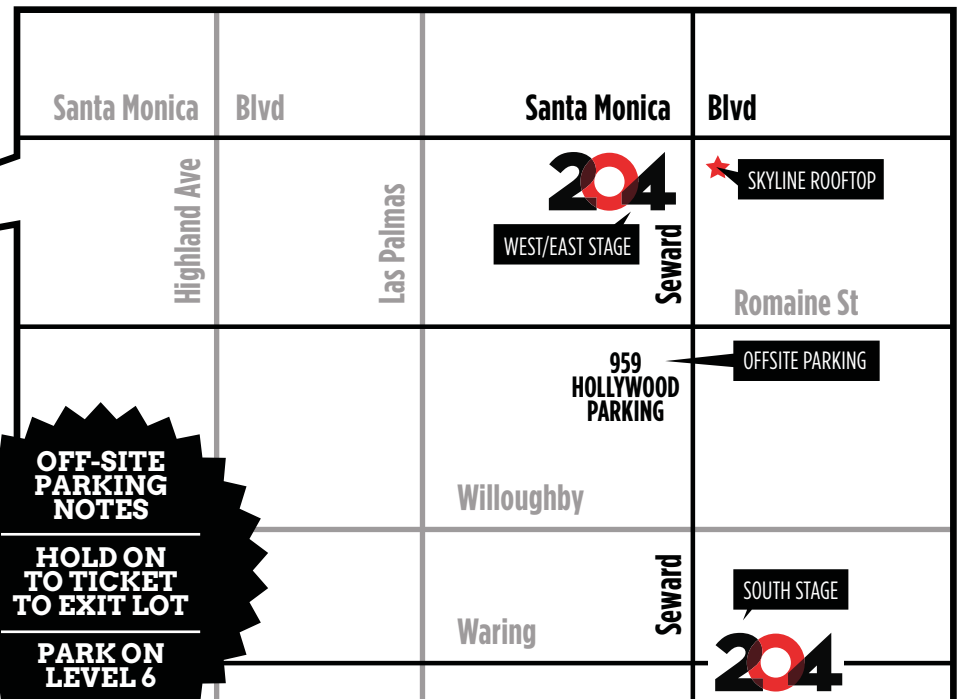 Santa Monica Blvd
Santa Monica Blvd
Highland Ave
Las Palmas
204
WEST/EAST STAGE
Seward
SKYLINE ROOFTOP
Romaine St
959
HOLLYWOOD
PARKING
OFFSITE PARKING
OFF-SITE
PARKING
NOTES
HOLD ON
TO TICKET
TO EXIT LOT
PARK ON
LEVEL 6
Willoughby
Seward
SOUTH STAGE
Waring
204